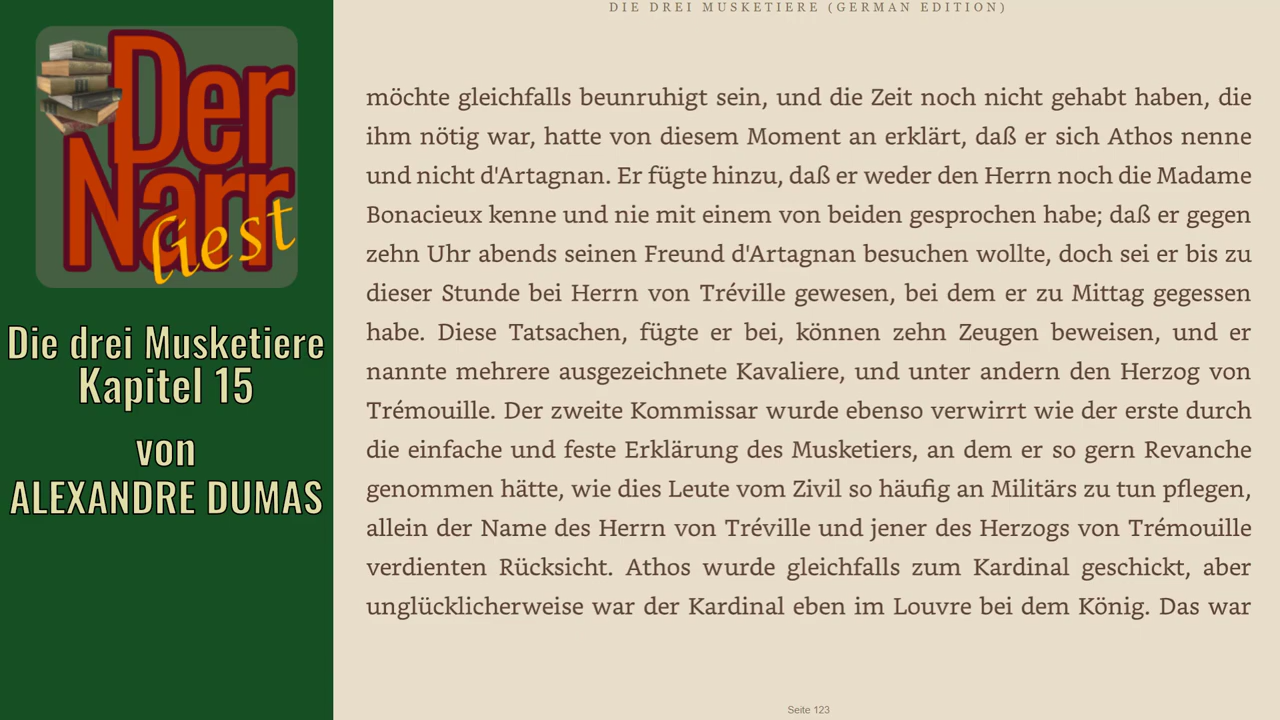 Der
Narr
liest
Die drei Musketiere
Kapitel 15
von
ALEXANDRE DUMAS
DIE DREI MUSKETIERE (GERMAN EDITION)
möchte gleichfalls beunruhigt sein, und die Zeit noch nicht gehabt haben, die
ihm nötig war, hatte von diesem Moment an erklärt, daß er sich Athos nenne
und nicht d'Artagnan. Er fügte hinzu, daß er weder den Herrn noch die Madame
Bonacieux kenne und nie mit einem von beiden gesprochen habe; daß er gegen
zehn Uhr abends seinen Freund d'Artagnan besuchen wollte, doch sei er bis zu
dieser Stunde bei Herrn von Tréville gewesen, bei dem er zu Mittag gegessen
habe. Diese Tatsachen, fügte er bei, können zehn Zeugen beweisen, und er
nannte mehrere ausgezeichnete Kavaliere, und unter andern den Herzog von
Trémouille. Der zweite Kommissar wurde ebenso verwirrt wie der erste durch
die einfache und feste Erklärung des Musketiers, an dem er so gern Revanche
genommen hätte, wie dies Leute vom Zivil so häufig an Militärs zu tun pflegen,
allein der Name des Herrn von Tréville und jener des Herzogs von Trémouille
verdienten Rücksicht. Athos wurde gleichfalls zum Kardinal geschickt, aber
unglücklicherweise war der Kardinal eben im Louvre bei dem König. Das war
Seite 123